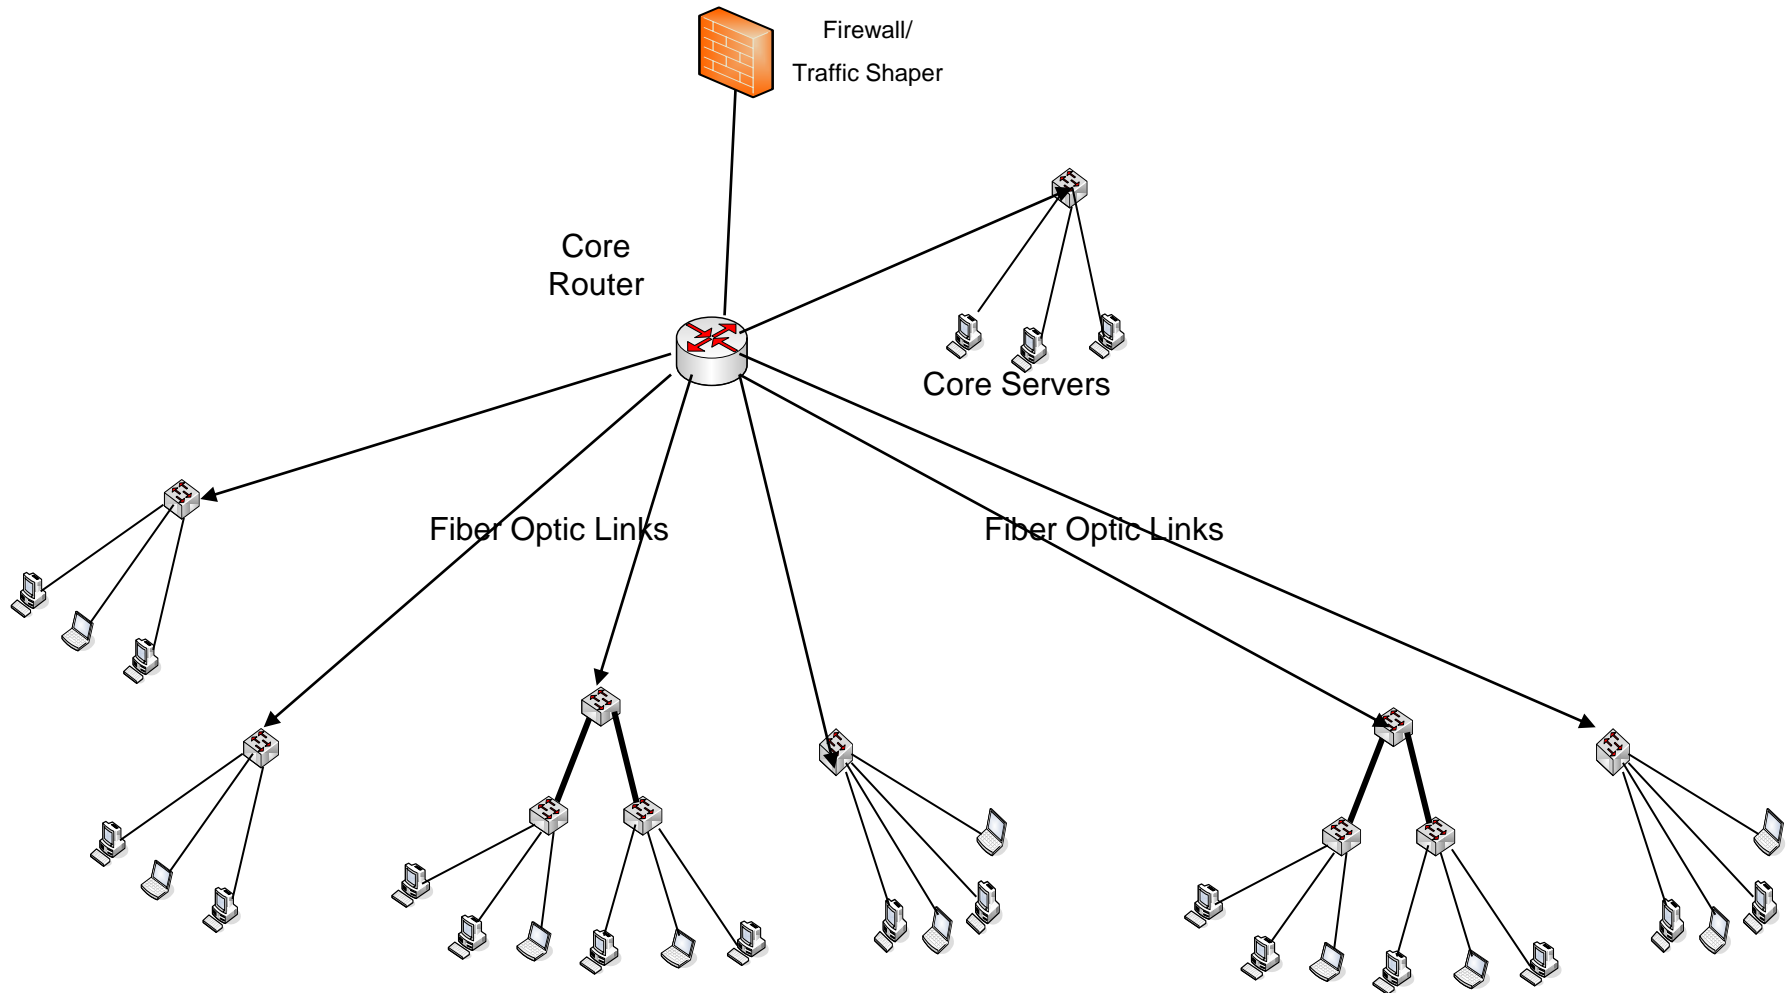 Firewall/
Traffic Shaper
Core
Router
Core Servers
Fiber Optic Links
Fiber Optic Links